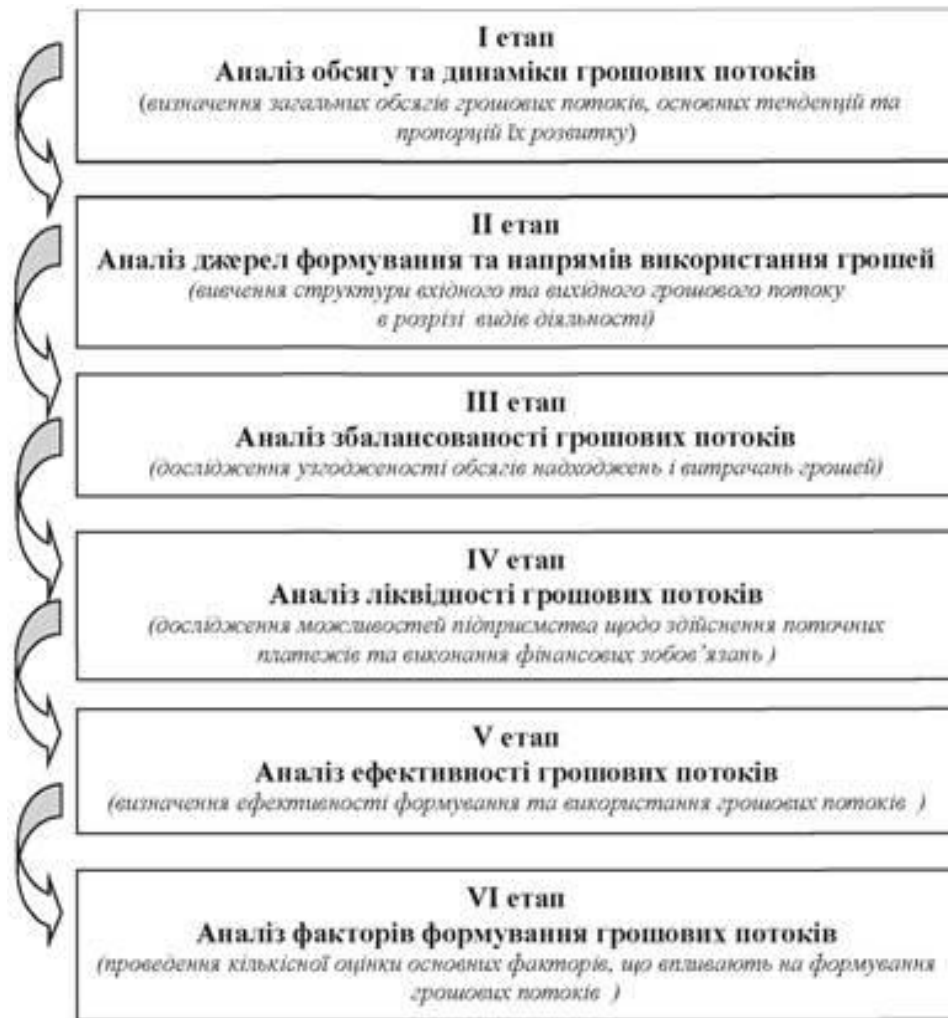 I етап
Аналіз обсягу та динаміки грошових потоків
(визначення загальних обсягів грошових потоків, основних тенденцій та
пропорцій їх розвитку)
II етап
Аналіз джерел формування та напрямів використання грошей
(вивчення структури вхідного та вихідного грошового потоку
в розрізі видів діяльності)
III етап
Аналіз збалансованості грошових потоків
(дослідження узгодженості обсягів надходжень і витрачань грошей)
IV етап
Аналіз ліквідності грошових потоків
(дослідження можливостей підприємства щодо здійснення поточних
платежів та виконання фінансових зобов’язань )
V етап
Аналіз ефективності грошових потоків
(визначення ефективності формування та використання грошових потоків )
VI етап
Аналіз факторів формування грошових потоків
(проведення кількісної оцінки основних факторів, що впливають на формування
грошових потоків )